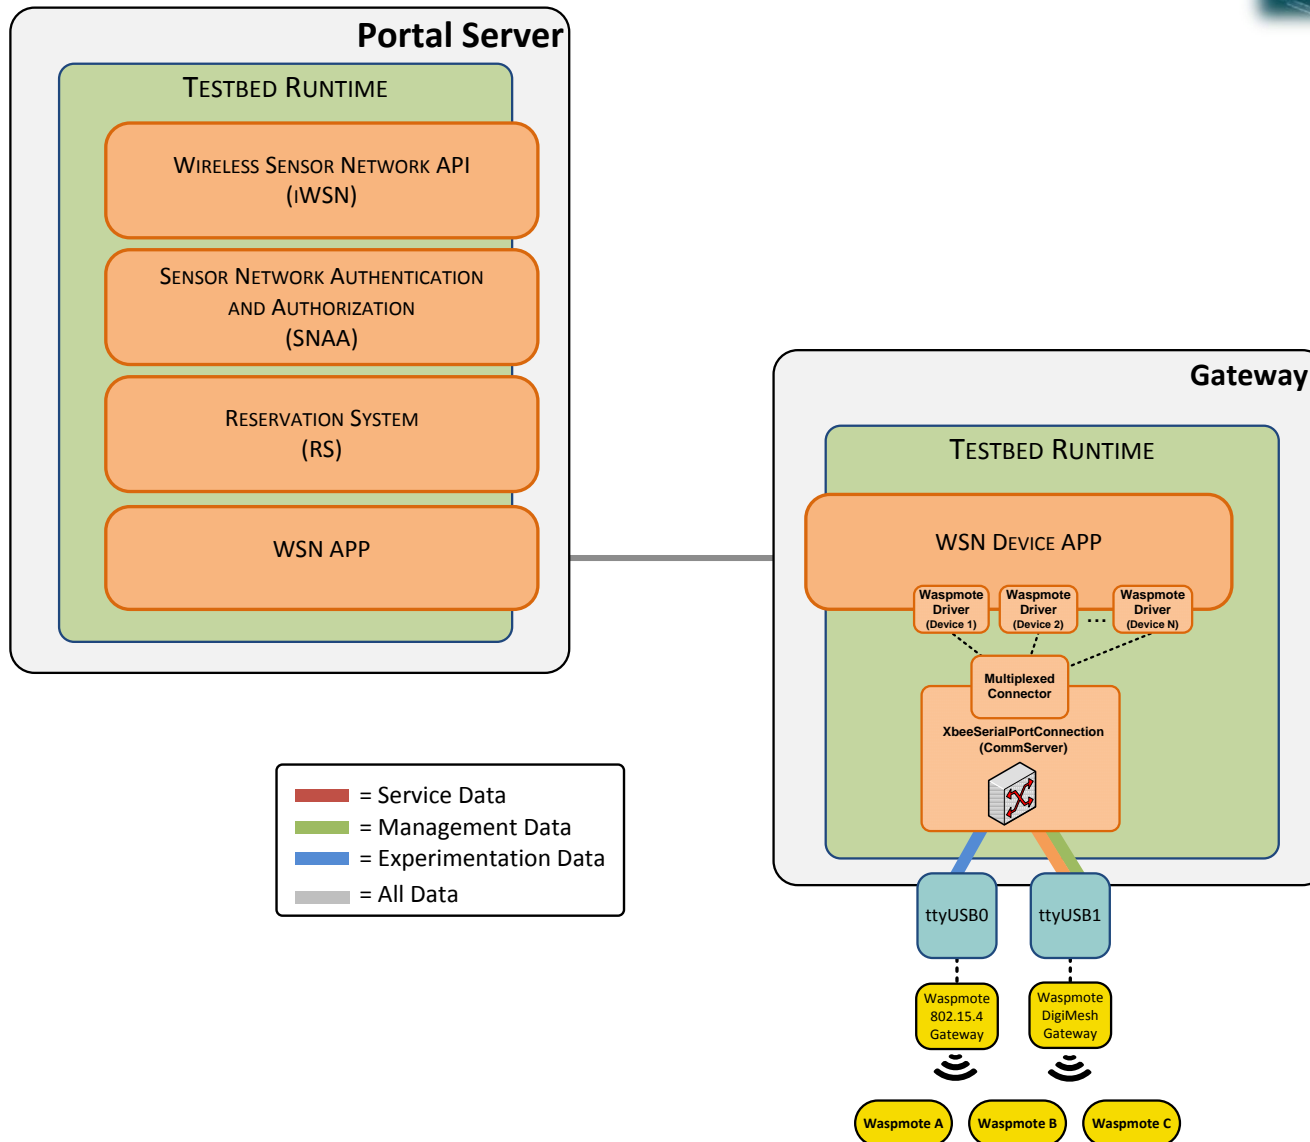 Portal Server
TESTBED RUNTIME
WIRELESS SENSOR NETWORK API
(IWSN)
SENSOR NETWORK AUTHENTICATION
AND AUTHORIZATION
(SNAA)
RESERVATION SYSTEM
(RS)
WSN APP
Gateway
TESTBED RUNTIME
WSN DEVICE APP
Waspmote
Driver
(Device 1)
Waspmote
Driver
(Device 2)
...
Waspmote
Driver
(Device N)
Multiplexed
Connector
XbeeSerialPortConnection
(CommServer)
= Service Data
= Management Data
= Experimentation Data
= All Data
ttyUSB0
ttyUSB1
Waspmote
802.15.4
Gateway
Waspmote
DigiMesh
Gateway
Waspmote A
Waspmote B
Waspmote C